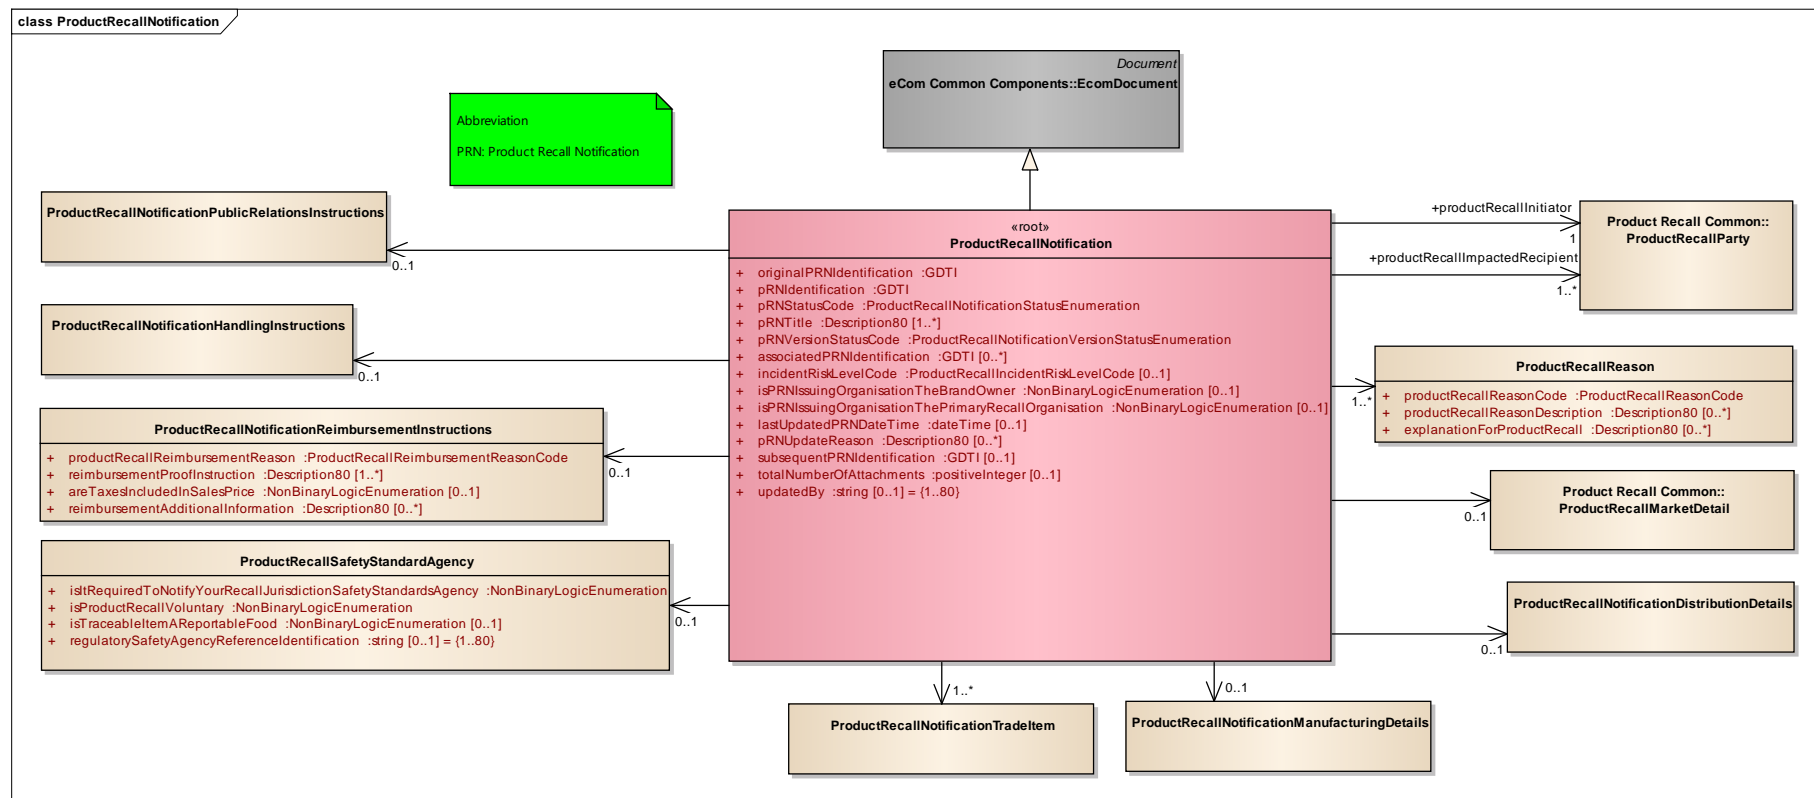 class ProductRecallNotification
Document
eCom Common Components::EcomDocument
Abbreviation
PRN: Product Recall Notification
ProductRecallNotificationPublicRelationsInstructions
0..1
ProductRecallNotificationHandlingInstructions
0..1
ProductRecallNotificationReimbursementInstructions
+ productRecallReimbursementReason :ProductRecallReimbursementReasonCode
+ reimbursementProofInstruction :Description80 [1..*]
+ areTaxesIncludedInSalesPrice :NonBinaryLogicEnumeration [0..1]
+ reimbursementAdditionalInformation :Description80 [0..*]
0..1
ProductRecallSafetyStandardAgency
+ isItRequiredToNotifyYourRecallJurisdictionSafetyStandardsAgency :NonBinaryLogicEnumeration
+ isProductRecallVoluntary :NonBinaryLogicEnumeration
+ isTraceableItemAReportableFood :NonBinaryLogicEnumeration [0..1]
+ regulatorySafetyAgencyReferenceIdentification :string [0..1] = {1..80}
0..1
«root»
ProductRecallNotification
+ originalPRNIdentification :GDTI
+ pRNIdentification :GDTI
+ pRNStatusCode :ProductRecallNotificationStatusEnumeration
+ pRNTitle :Description80 [1..*]
+ pRNVersionStatusCode :ProductRecallNotificationVersionStatusEnumeration
+ associatedPRNIdentification :GDTI [0..*]
+ incidentRiskLevelCode :ProductRecallIncidentRiskLevelCode [0..1]
+ isPRNIssuingOrganisationTheBrandOwner :NonBinaryLogicEnumeration [0..1]
+ isPRNIssuingOrganisationThePrimaryRecallOrganisation :NonBinaryLogicEnumeration [0..1]
+ lastUpdatedPRNDateTime :dateTime [0..1]
+ pRNUpdateReason :Description80 [0..*]
+ subsequentPRNIdentification :GDTI [0..1]
+ totalNumberOfAttachments :positiveInteger [0..1]
+ updatedBy :string [0..1] = {1..80}
+productRecallInitiator
1
+productRecallImpactedRecipient
1..*
Product Recall Common::
ProductRecallParty
ProductRecallReason
+ productRecallReasonCode :ProductRecallReasonCode
+ productRecallReasonDescription :Description80 [0..*]
+ explanationForProductRecall :Description80 [0..*]
1..*
Product Recall Common::
ProductRecallMarketDetail
0..1
ProductRecallNotificationDistributionDetails
0..1
1..*
ProductRecallNotificationTradeItem
0..1
ProductRecallNotificationManufacturingDetails